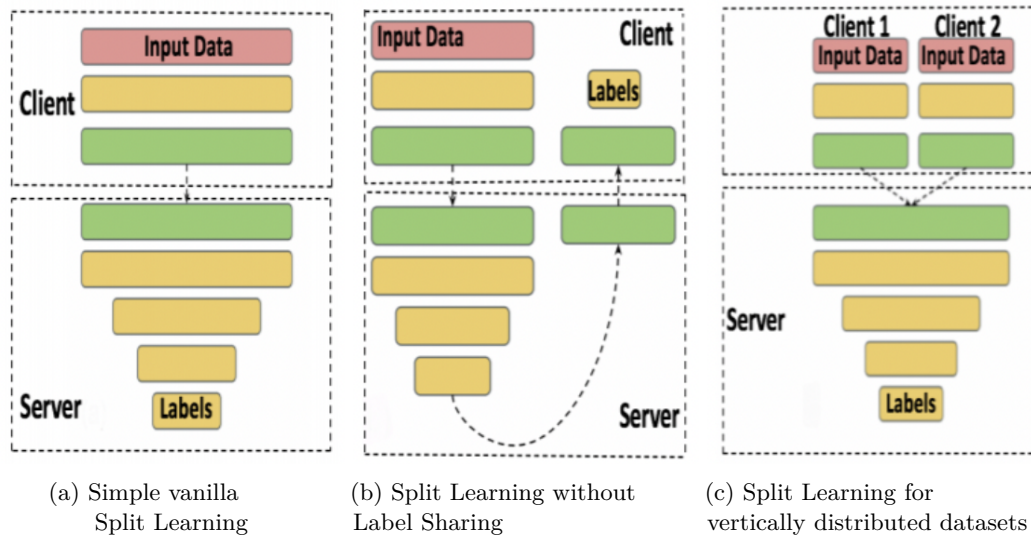 Input Data
Client
Server
Labels
(a) Simple vanilla
Split Learning
Input Data
Client
Labels
Server
(b) Split Learning without
Label Sharing
Client 1
Client 2
Input Data
Input Data
Server
Labels
(c) Split Learning for
vertically distributed datasets